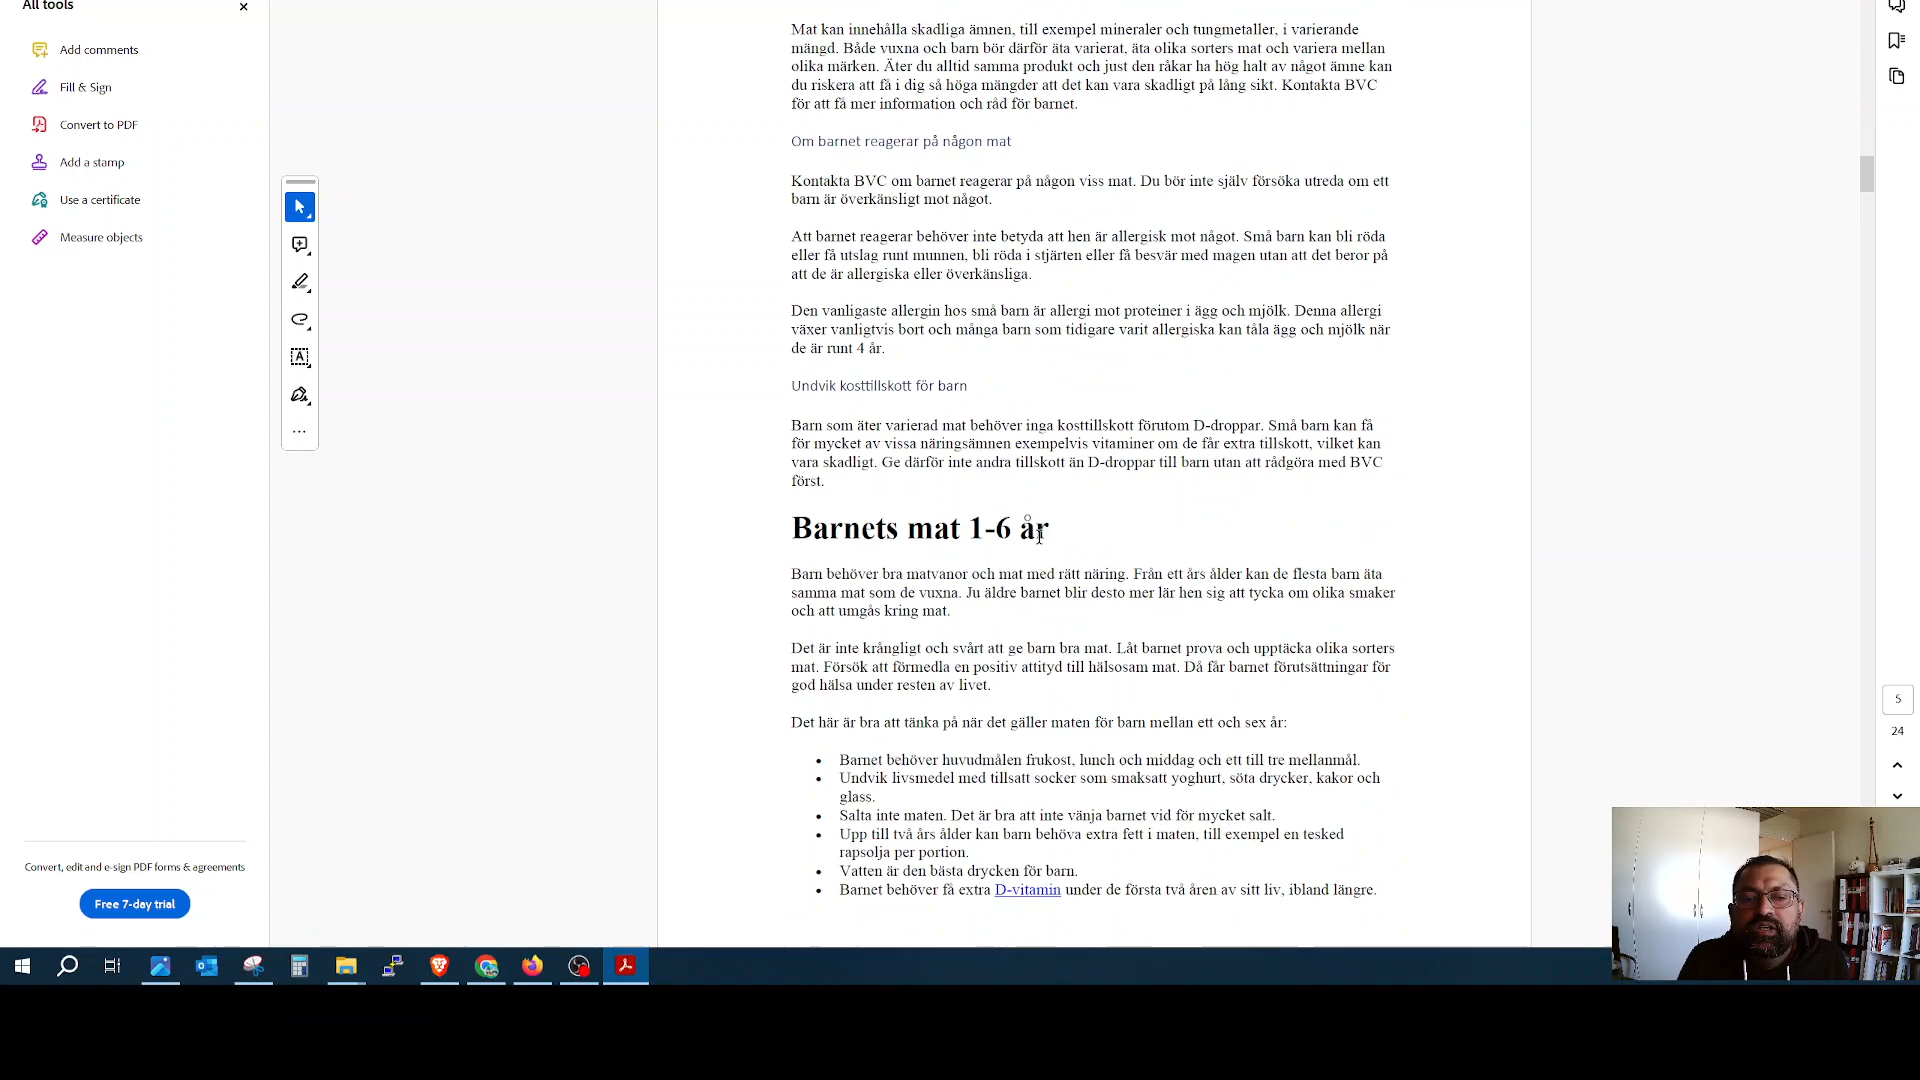 All tools
Add comments
Fill & Sign
Convert to PDF
Add a stamp
Use a certificate
Measure objects
Mat kan innehålla skadliga ämnen, till exempel mineraler och tungmetaller, i varierande
mängd. Både vuxna och barn bör därför äta varierat, äta olika sorters mat och variera mellan
olika märken. Äter du alltid samma produkt och just den råkar ha hög halt av något ämne kan
du riskera att få i dig så höga mängder att det kan vara skadligt på lång sikt. Kontakta BVC
för att få mer information och råd för barnet.
Om barnet reagerar på någon mat
Kontakta BVC om barnet reagerar på någon viss mat. Du bör inte själv försöka utreda om ett
barn är överkänsligt mot något.
Att barnet reagerar behöver inte betyda att hen är allergisk mot något. Små barn kan bli röda
eller få utslag runt munnen, bli röda i stjärten eller få besvär med magen utan att det beror på
att de är allergiska eller överkänsliga.
Den vanligaste allergin hos små barn är allergi mot proteiner i ägg och mjölk. Denna allergi
växer vanligtvis bort och många barn som tidigare varit allergiska kan tåla ägg och mjölk när
de är runt 4 år.
Undvik kosttillskott för barn
Barn som äter varierad mat behöver inga kosttillskott förutom D-droppar. Små barn kan få
för mycket av vissa näringsämnen exempelvis vitaminer om de får extra tillskott, vilket kan
vara skadligt. Ge därför inte andra tillskott än D-droppar till barn utan att rådgöra med BVC
först.
Barnets mat 1-6 år
Barn behöver bra matvanor och mat med rätt näring. Från ett års ålder kan de flesta barn äta
samma mat som de vuxna. Ju äldre barnet blir desto mer lär hen sig att tycka om olika smaker
och att umgås kring mat.
Det är inte krångligt och svårt att ge barn bra mat. Låt barnet prova och upptäcka olika sorters
mat. Försök att förmedla en positiv attityd till hälsosam mat. Då får barnet förutsättningar för
god hälsa under resten av livet.
Det här är bra att tänka på när det gäller maten för barn mellan ett och sex år:
• Barnet behöver huvudmålen frukost, lunch och middag och ett till tre mellanmål.
• Undvik livsmedel med tillsatt socker som smaksatt yoghurt, söta drycker, kakor och
glass.
• Salta inte maten. Det är bra att inte vänja barnet vid för mycket salt.
• Upp till två års ålder kan barn behöva extra fett i maten, till exempel en tesked
rapsolja per portion.
• Vatten är den bästa drycken för barn.
• Barnet behöver få extra D-vitamin under de första två åren av sitt liv, ibland längre.
5
24
Convert, edit and e-sign PDF forms & agreements
Free 7-day trial